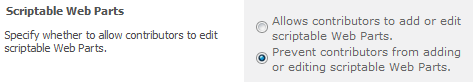 Scriptable Web Parts
Specify whether to allow contributors to edit
scriptable Web Parts.
Allows contributors to add or edit
scriptable Web Parts.
Prevent contributors from adding
or editing scriptable Web Parts.